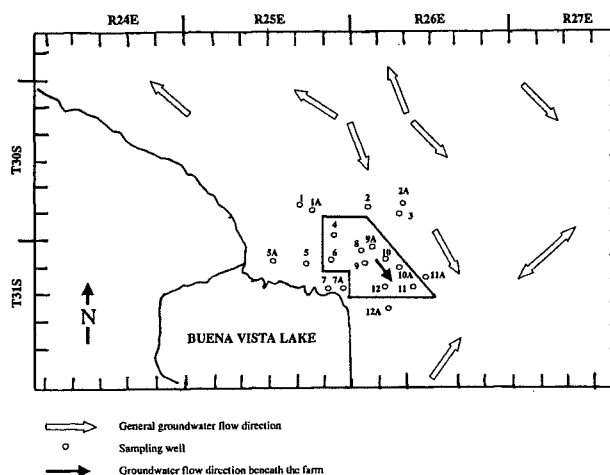 R24E R25E R26E R27E
T30S
T31S
1
1A
2
2A
3
4
5A
5
6
8
9A
9
10
10A
11A
7
7A
12
11
12A
N
BUENA VISTA LAKE
General groundwater flow direction
Sampling well
Groundwater flow direction beneath the farm